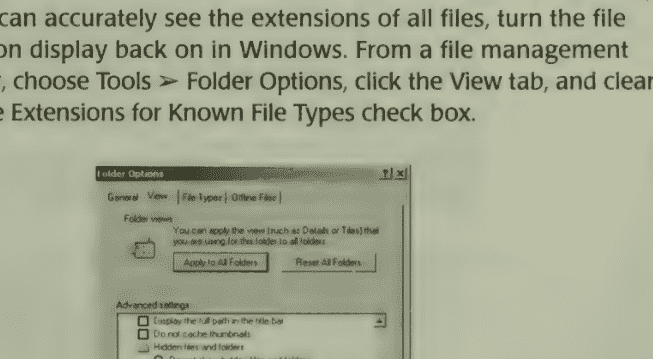 can accurately see the extensions of all files, turn the file
on display back on in Windows. From a file management
, choose Tools ➢ Folder Options, click the View tab, and clear
e Extensions for Known File Types check box.
Folder Options
General View File Types Offline Files
Folder views
You can apply the view (such as Details or Tiles) that
you are using for this folder to all folders
Apply to All Folders Reset All Folders
Advanced settings
Display the full path in the title bar
Do not cache thumbnails
Hidden files and folders